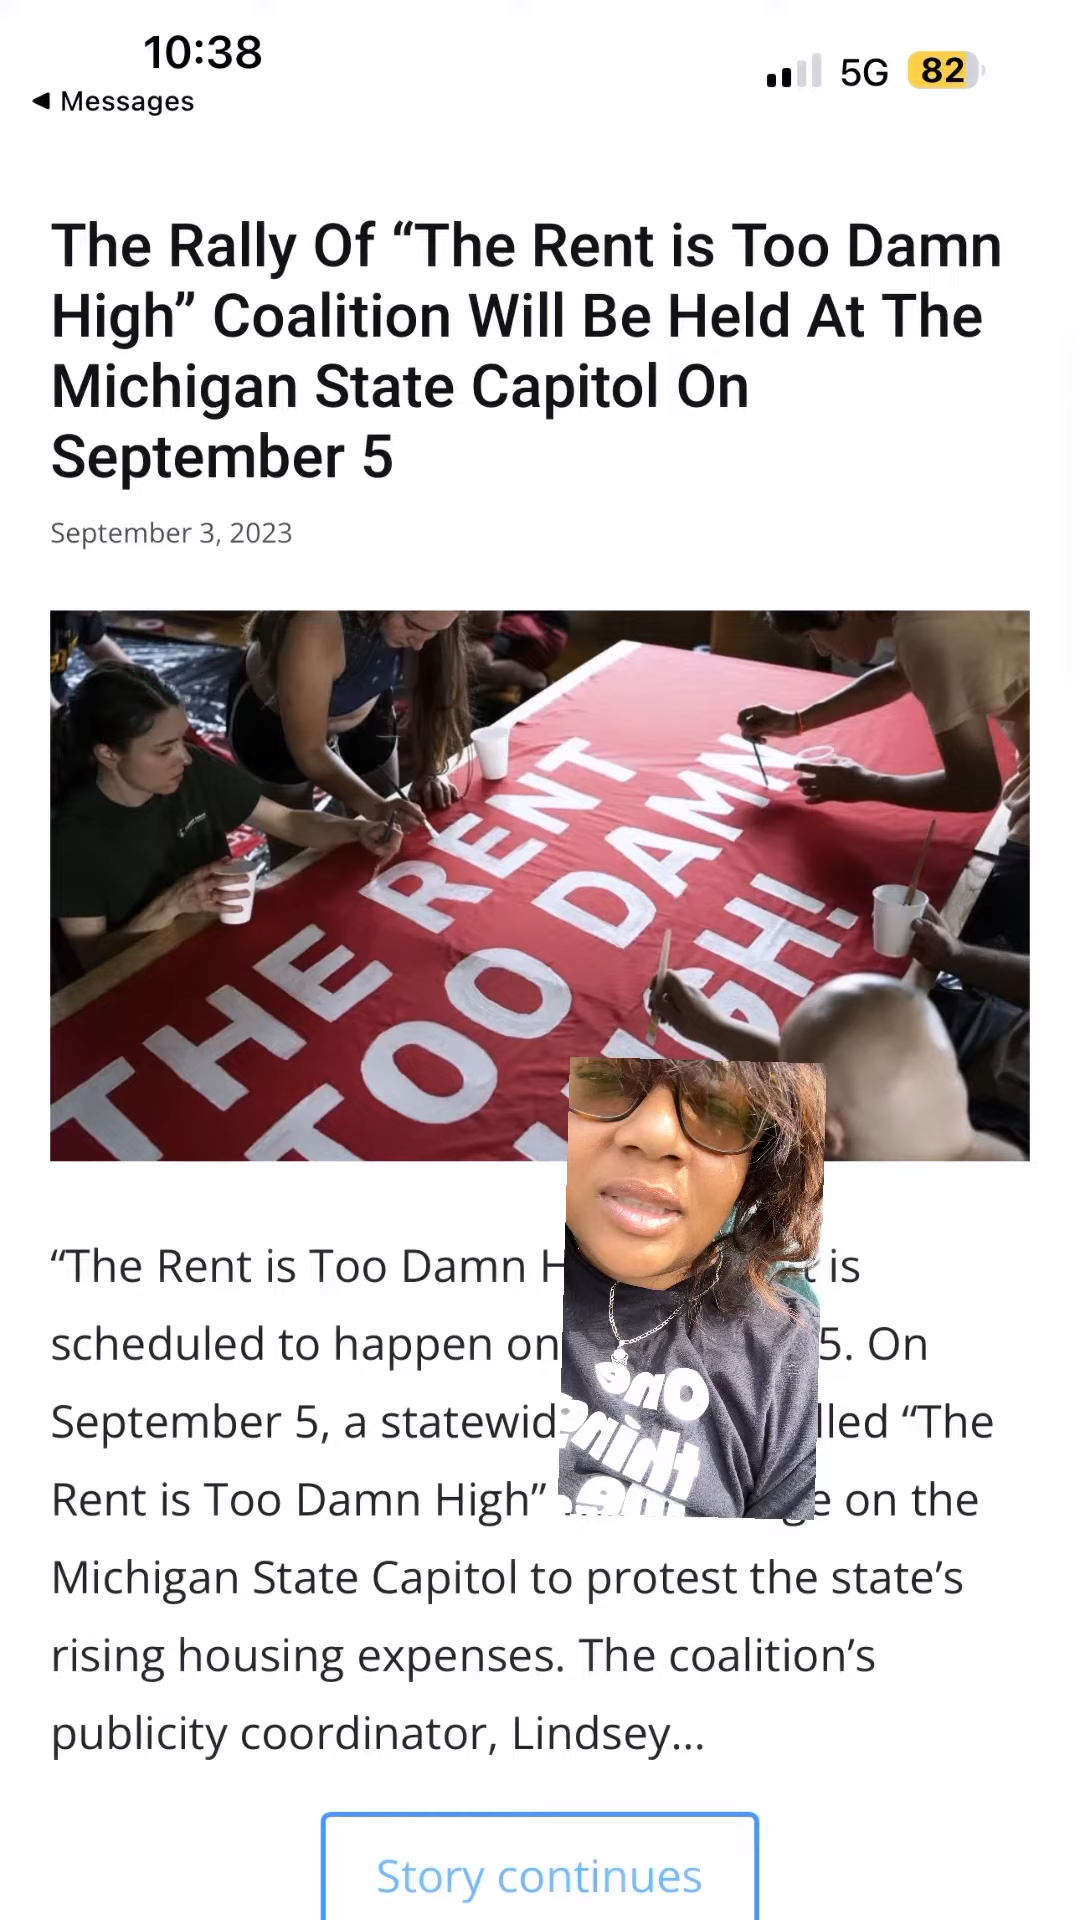 10:38
5G 82
Messages
The Rally Of “The Rent is Too Damn
High” Coalition Will Be Held At The
Michigan State Capitol On
September 5
September 3, 2023
THE RENT
TOO DAMN
HIGH!
“The Rent is Too Damn is
scheduled to happen on 5. On
September 5, a “The
Rent is Too Damn High” on the
Michigan State Capitol to protest the state’s
rising housing expenses. The coalition’s
publicity coordinator, Lindsey...
One
thing
Story continues